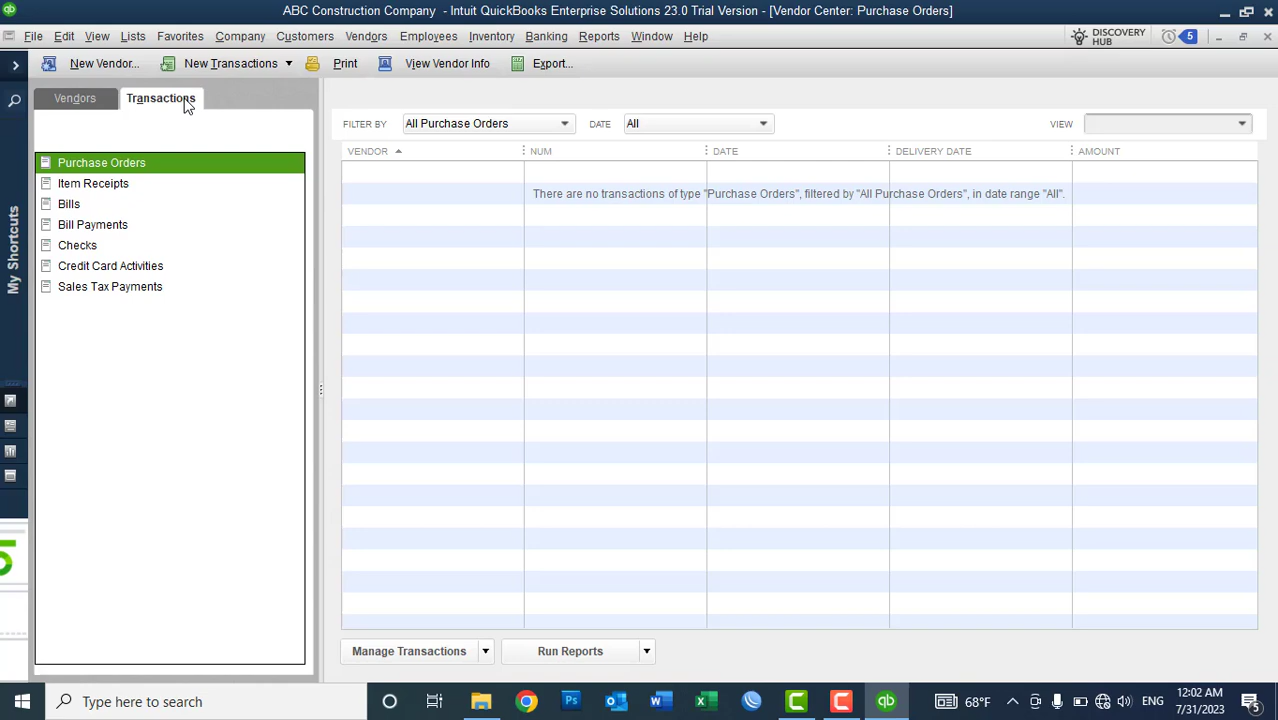 ABC Construction Company - Intuit QuickBooks Enterprise Solutions 23.0 Trial Version - [Vendor Center: Purchase Orders]
File Edit View Lists Favorites Company Customers Vendors Employees Inventory Banking Reports Window Help DISCOVERY HUB 5
New Vendor... New Transactions Print View Vendor Info Export...
Vendors Transactions
FILTER BY All Purchase Orders DATE All VIEW
VENDOR NUM DATE DELIVERY DATE AMOUNT
There are no transactions of type "Purchase Orders", filtered by "All Purchase Orders", in date range "All".
Purchase Orders
Item Receipts
Bills
Bill Payments
Checks
Credit Card Activities
Sales Tax Payments
My Shortcuts
Manage Transactions Run Reports
Type here to search 68°F ENG 12:02 AM
7/31/2023 5